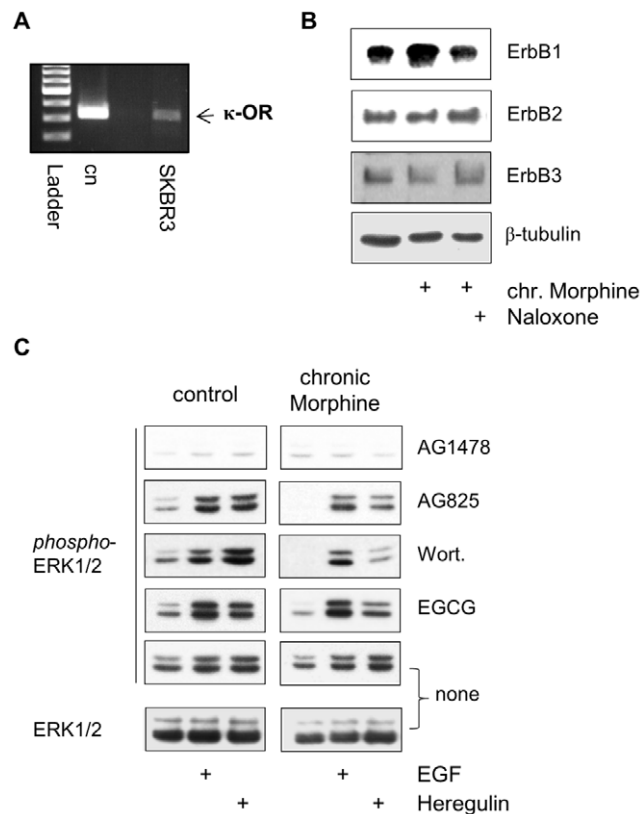 A
κ-OR
Ladder
cn
SKBR3
B
ErbB1
ErbB2
ErbB3
β-tubulin
+ + chr. Morphine
+ Naloxone
C
control
chronic
Morphine
AG1478
AG825
phospho-
ERK1/2
Wort.
EGCG
none
ERK1/2
+ + EGF
+ + Heregulin